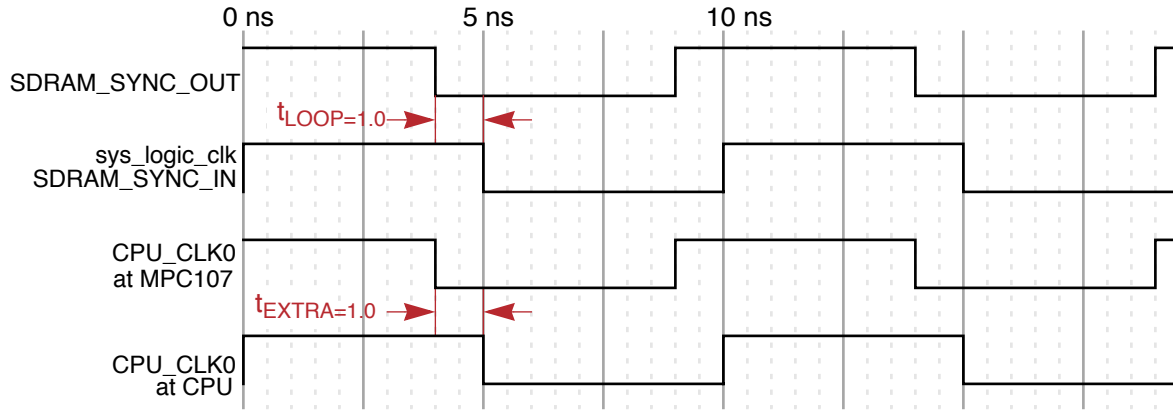 0 ns 5 ns 10 ns
SDRAM_SYNC_OUT
tLOOP=1.0
sys_logic_clk
SDRAM_SYNC_IN
CPU_CLK0
at MPC107
tEXTRA=1.0
CPU_CLK0
at CPU